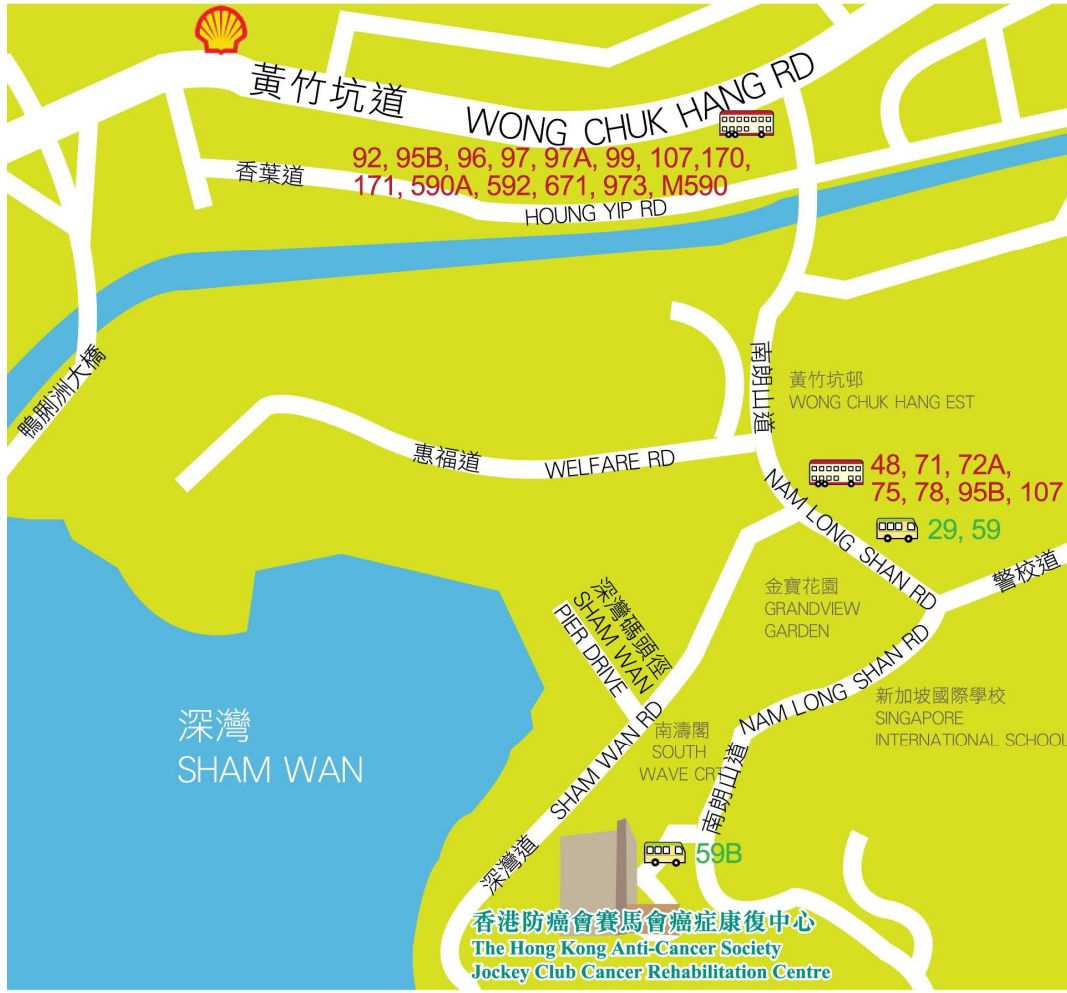 黃竹坑道 WONG CHUK HANG RD
92, 95B, 96, 97, 97A, 99, 107,170,
171, 590A, 592, 671, 973, M590
香葉道
HOUNG YIP RD
鴨脷洲大橋
南朗山道
黃竹坑邨
WONG CHUK HANG EST
惠福道 WELFARE RD
48, 71, 72A,
75, 78, 95B, 107
29, 59
NAM LONG SHAN RD
警校道
金寶花園
GRANDVIEW
GARDEN
深灣碼頭徑
SHAM WAN
PIER DRIVE
NAM LONG SHAN RD
新加坡國際學校
SINGAPORE
INTERNATIONAL SCHOOL
深灣
SHAM WAN
南濤閣
SOUTH
WAVE CRT
南朗山道
深灣道 SHAM WAN RD
59B
香港防癌會賽馬會癌症康復中心
The Hong Kong Anti-Cancer Society
Jockey Club Cancer Rehabilitation Centre